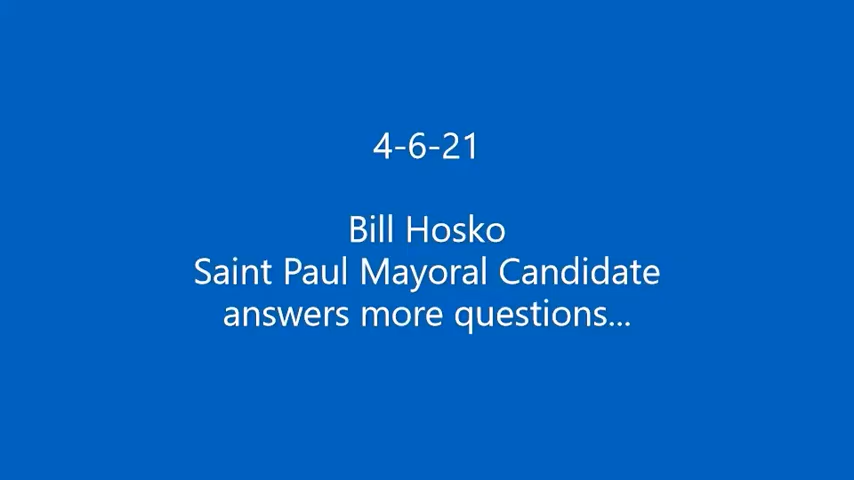 4-6-21
Bill Hosko
Saint Paul Mayoral Candidate
answers more questions...